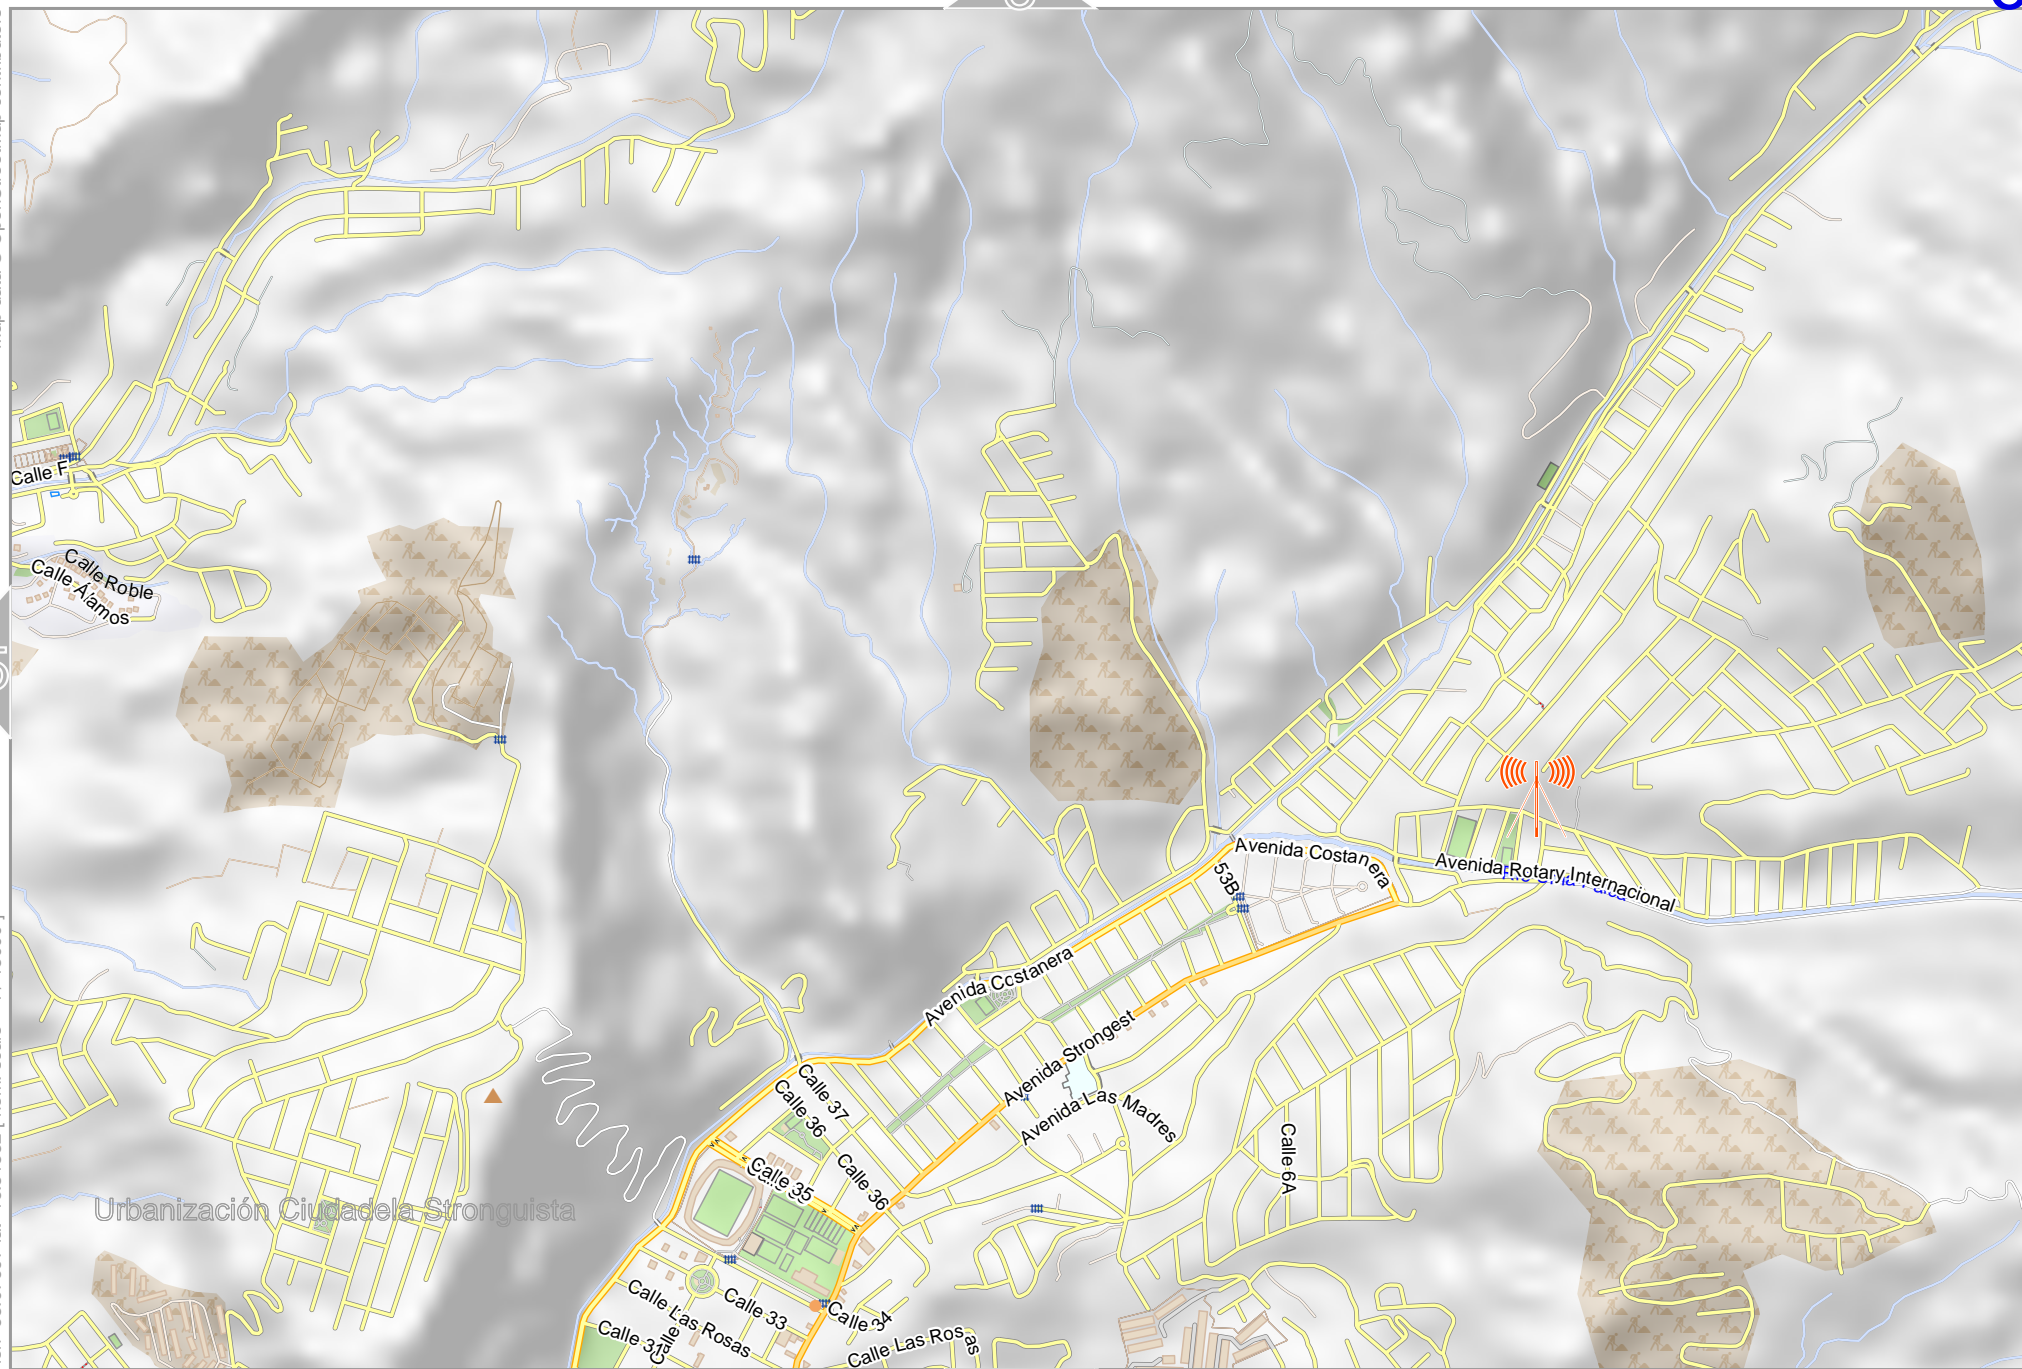 Calle F
Calle Roble
Calle Álamos
Avenida Costanera
53B
Avenida Rotary Internacional
Avenida Costanera
Avenida Strongest
Avenida Las Madres
Calle 37
Calle 36
Calle 36
Calle 35
Calle 6A
Urbanización Ciudadela Stronguista
Calle Las Rosas
Calle 33
Calle 34
Calle 31
Calle
Calle Las Rosas